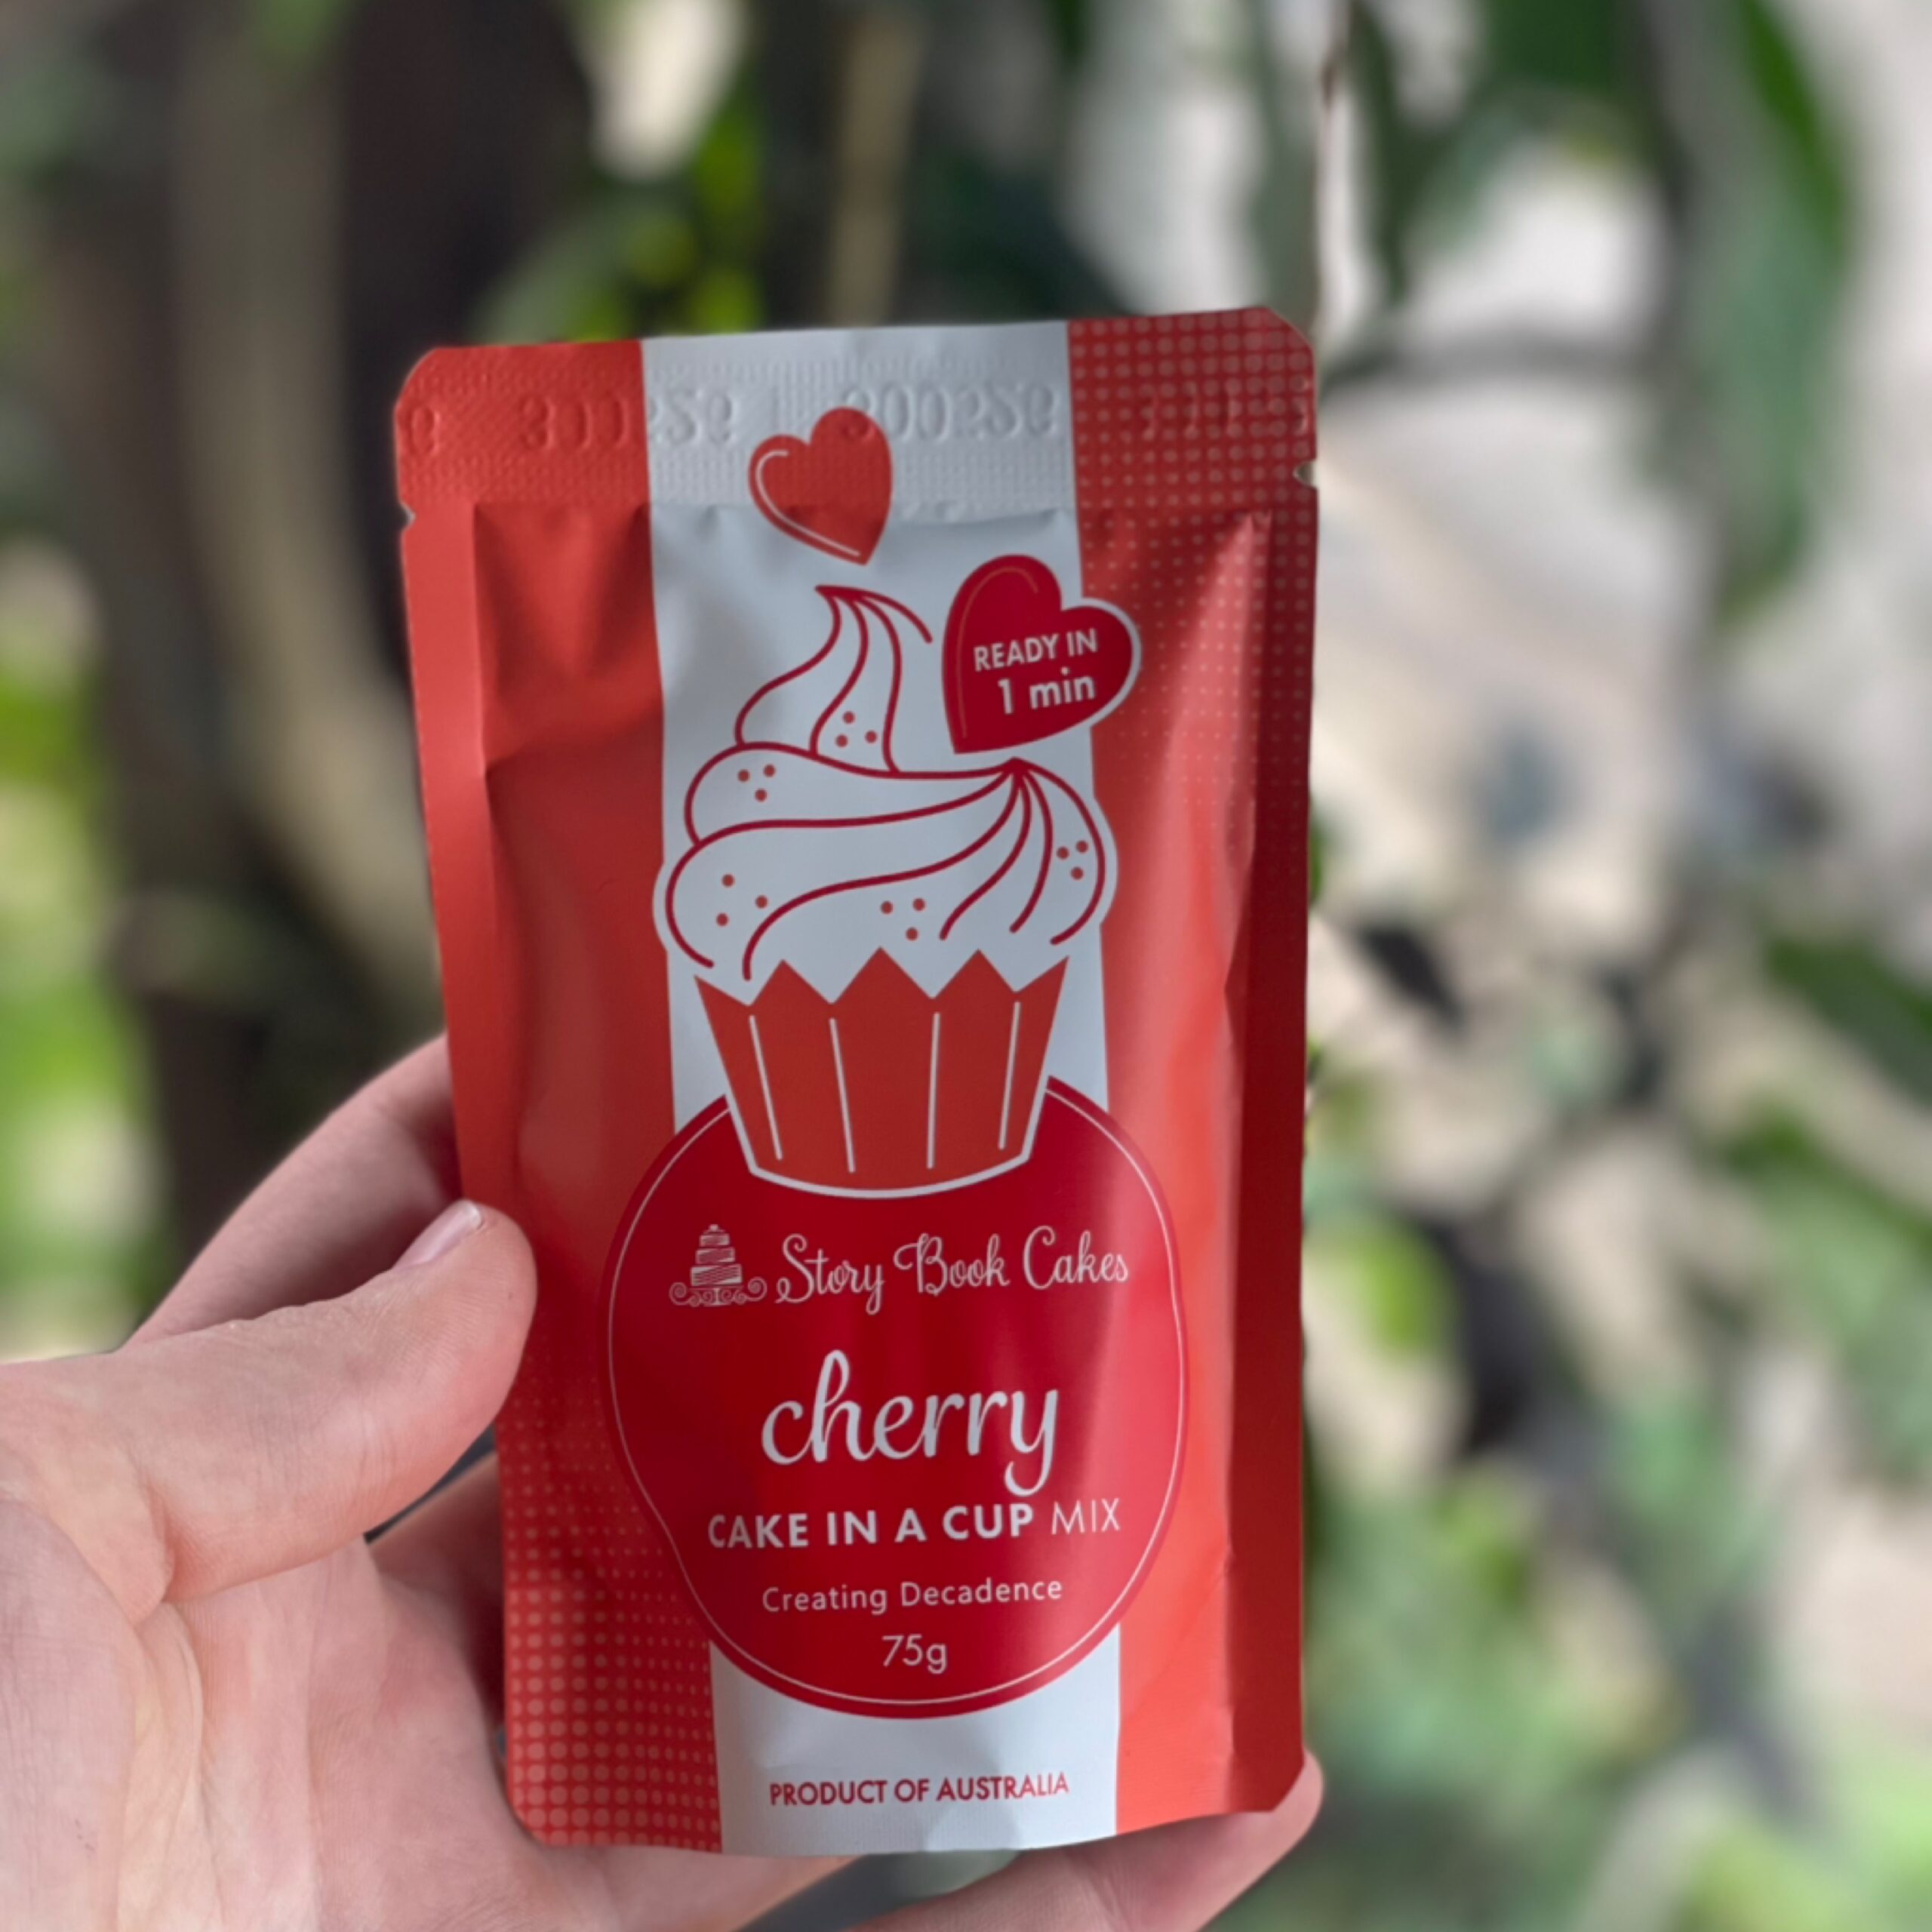 READY IN
1 min
Story Book Cakes
cherry
CAKE IN A CUP MIX
Creating Decadence
75g
PRODUCT OF AUSTRALIA